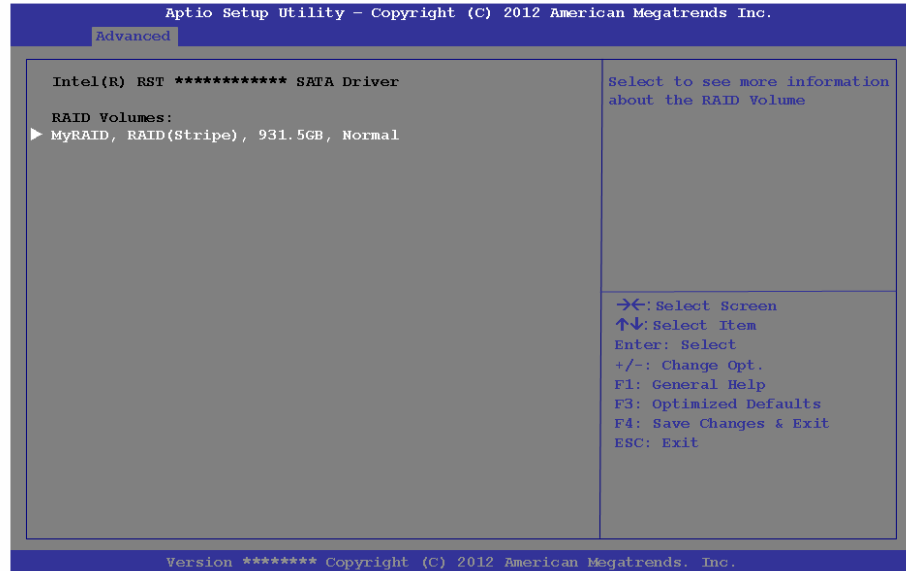 Aptio Setup Utility – Copyright (C) 2012 American Megatrends Inc.
Advanced
Intel(R) RST ************ SATA Driver
RAID Volumes:
MyRAID, RAID(Stripe), 931.5GB, Normal
Select to see more information
about the RAID Volume
→←: Select Screen
↑↓: Select Item
Enter: Select
+/-: Change Opt.
F1: General Help
F3: Optimized Defaults
F4: Save Changes & Exit
ESC: Exit
Version ******** Copyright (C) 2012 American Megatrends. Inc.